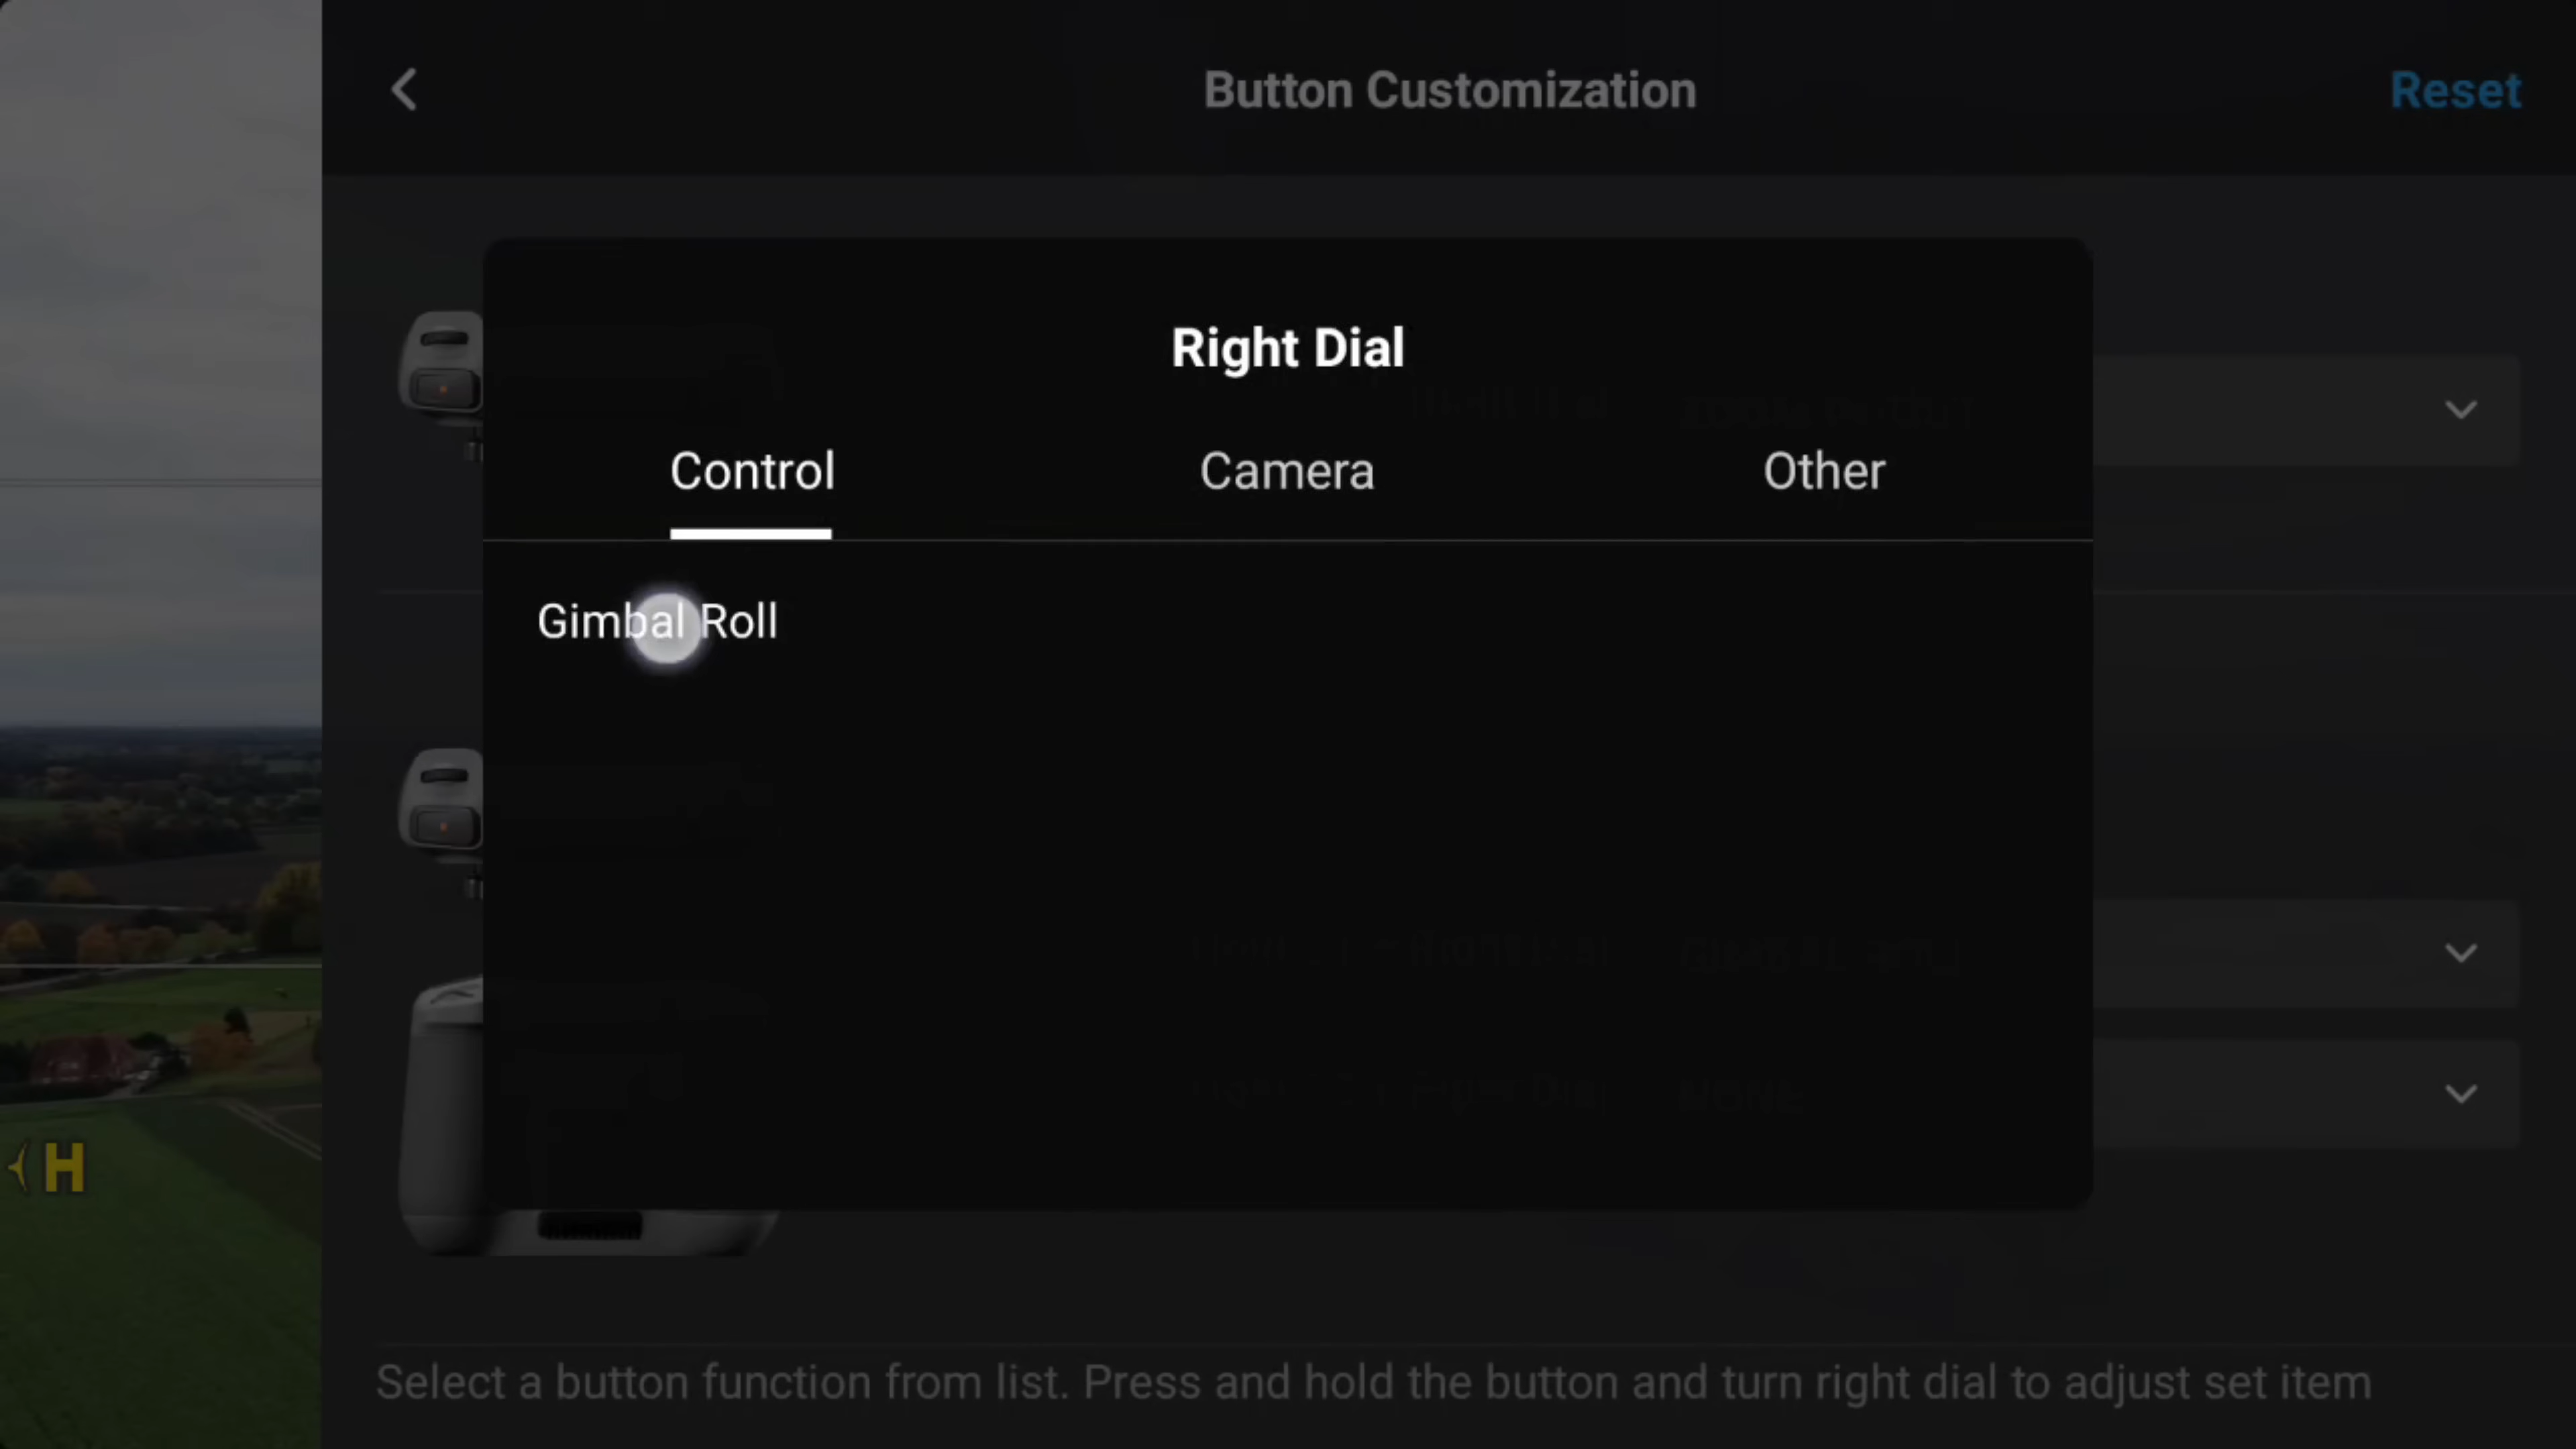 Button Customization
Reset
Right Dial
Control
Camera
Other
Gimbal Roll
H
Select a button function from list. Press and hold the button and turn right dial to adjust set item